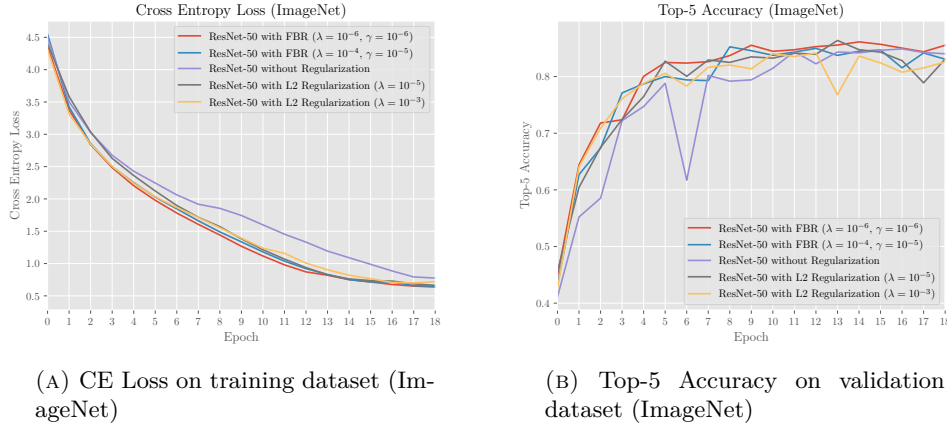 Cross Entropy Loss (ImageNet)
4.5
4.0
3.5
3.0
2.5
2.0
1.5
1.0
0.5
Cross Entropy Loss
ResNet-50 with FBR (λ = 10⁻⁶, γ = 10⁻⁶)
ResNet-50 with FBR (λ = 10⁻⁴, γ = 10⁻⁵)
ResNet-50 without Regularization
ResNet-50 with L2 Regularization (λ = 10⁻⁵)
ResNet-50 with L2 Regularization (λ = 10⁻³)
0 1 2 3 4 5 6 7 8 9 10 11 12 13 14 15 16 17 18
Epoch
(A) CE Loss on training dataset (Im-
ageNet)
Top-5 Accuracy (ImageNet)
0.8
0.7
0.6
0.5
0.4
Top-5 Accuracy
ResNet-50 with FBR (λ = 10⁻⁶, γ = 10⁻⁶)
ResNet-50 with FBR (λ = 10⁻⁴, γ = 10⁻⁵)
ResNet-50 without Regularization
ResNet-50 with L2 Regularization (λ = 10⁻⁵)
ResNet-50 with L2 Regularization (λ = 10⁻³)
0 1 2 3 4 5 6 7 8 9 10 11 12 13 14 15 16 17 18
Epoch
(B) Top-5 Accuracy on validation
dataset (ImageNet)